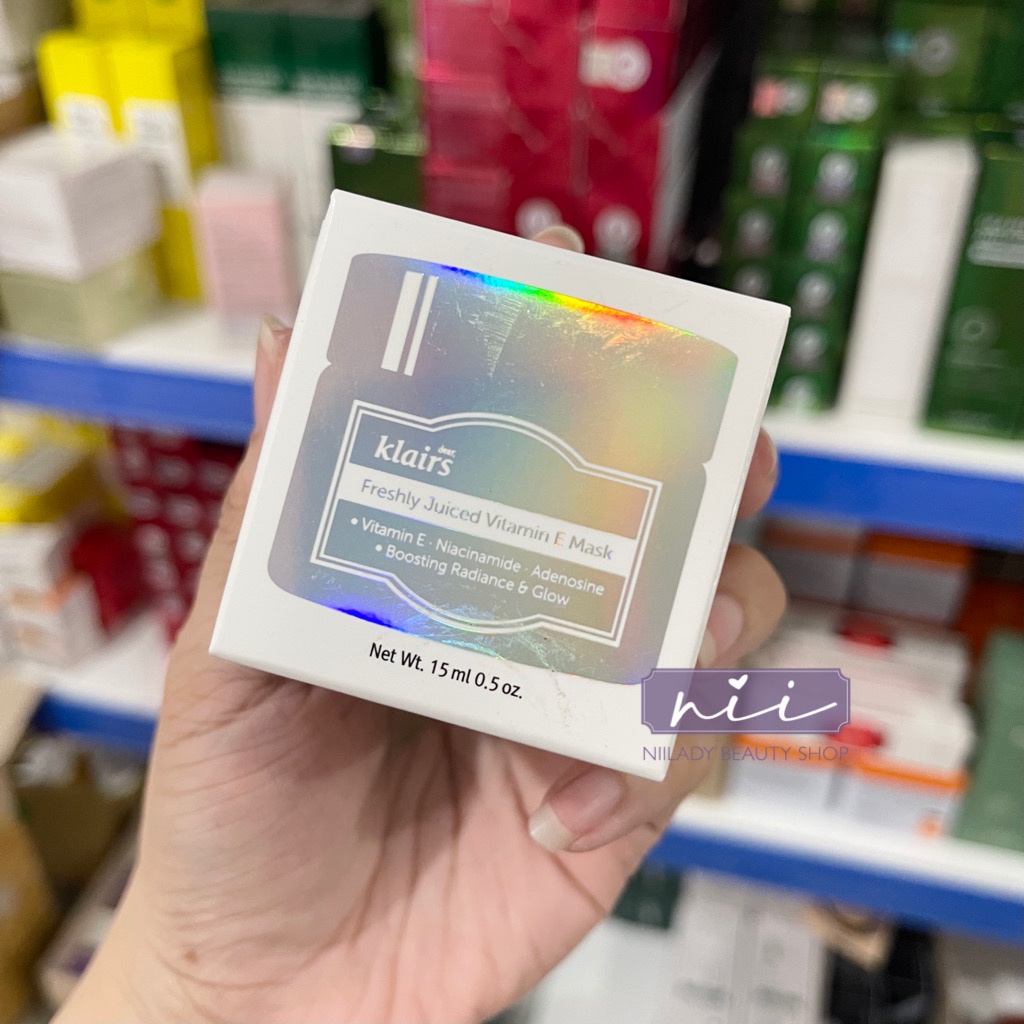 dear,
klairs
Freshly Juiced Vitamin E Mask
• Vitamin E · Niacinamide · Adenosine
• Boosting Radiance & Glow
Net Wt. 15 ml 0.5 oz.
nii
NIILADY BEAUTY SHOP